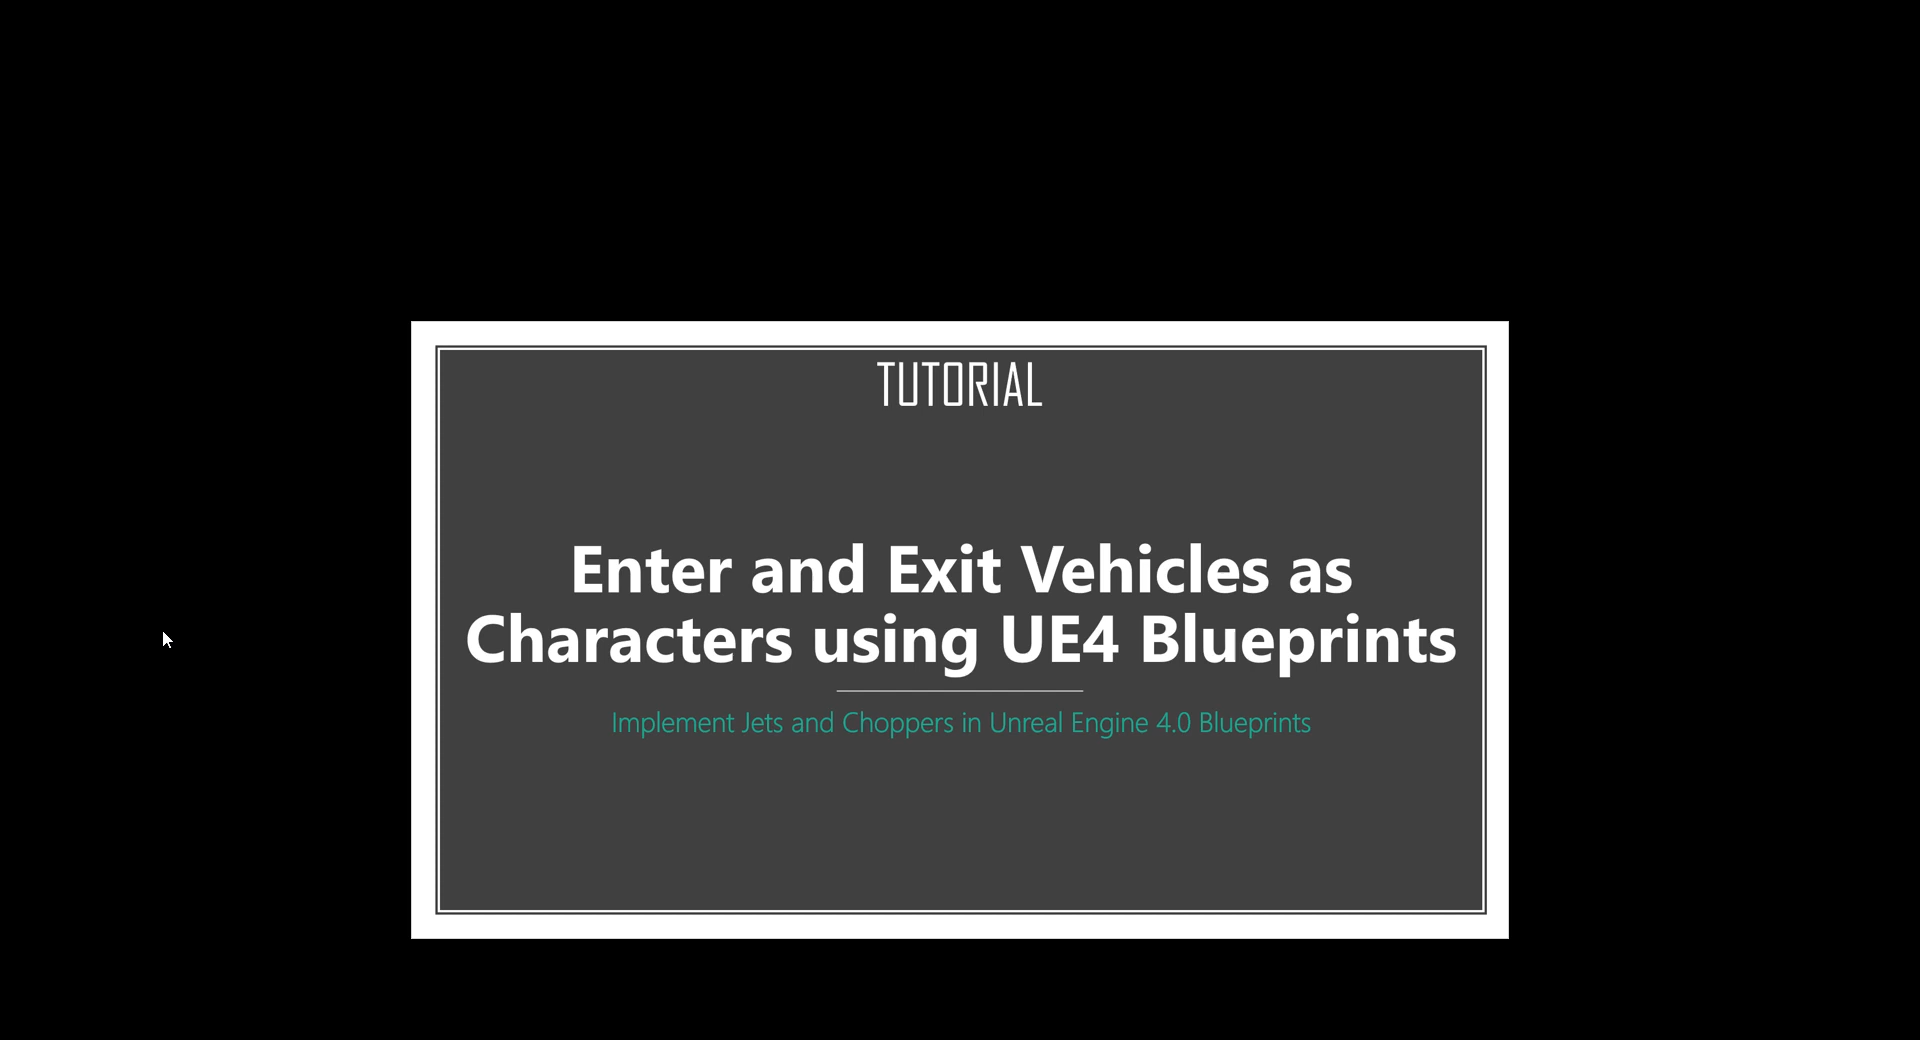 TUTORIAL
Enter and Exit Vehicles as
Characters using UE4 Blueprints
Implement Jets and Choppers in Unreal Engine 4.0 Blueprints